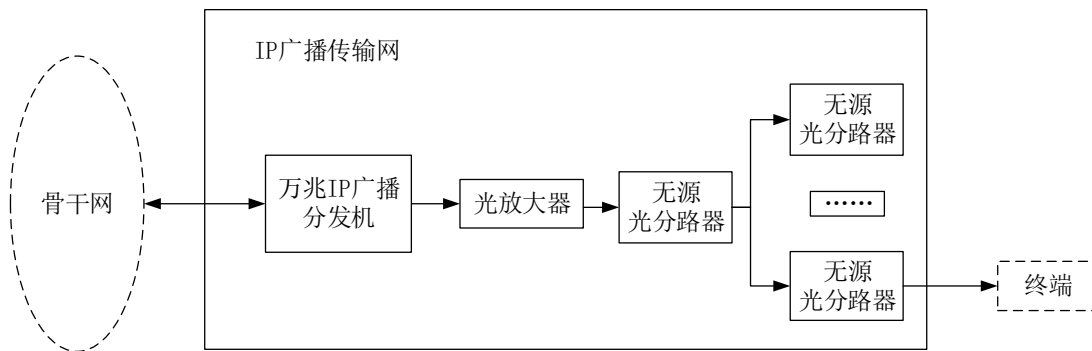 IP广播传输网
骨干网
万兆IP广播
分发机
光放大器
无源
光分路器
无源
光分路器
······
无源
光分路器
终端